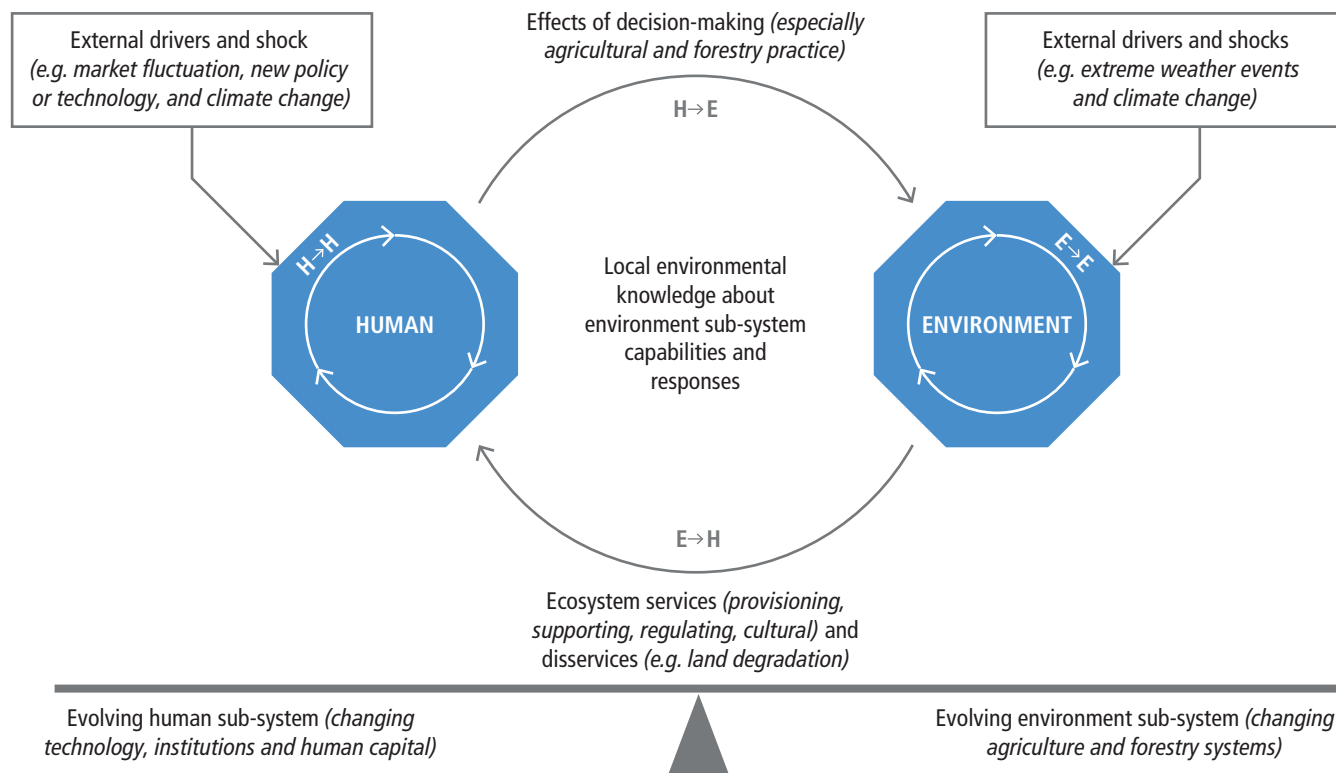 External drivers and shock
(e.g. market fluctuation, new policy
or technology, and climate change)
Effects of decision-making (especially
agricultural and forestry practice)
External drivers and shocks
(e.g. extreme weather events
and climate change)
H→E
H→H
HUMAN
Local environmental
knowledge about
environment sub-system
capabilities and
responses
E→E
ENVIRONMENT
E→H
Ecosystem services (provisioning,
supporting, regulating, cultural) and
disservices (e.g. land degradation)
Evolving human sub-system (changing
technology, institutions and human capital)
Evolving environment sub-system (changing
agriculture and forestry systems)